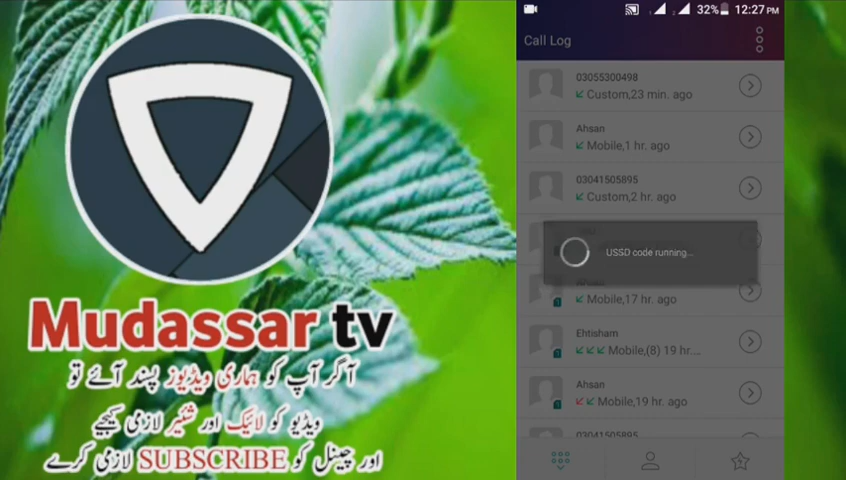 Mudassar tv
آگر آپ کو ہماری ویڈیوز پسند آئے تو
ویڈیو کو لائیک اور شئیر لازمی کیجیے
اور چینل کو SUBSCRIBE لازمی کرے
32% 12:27 PM
Call Log
03055300498
Custom,23 min. ago
Ahsan
Mobile,1 hr. ago
03041505895
Custom,2 hr. ago
USSD code running...
Mobile,17 hr. ago
Ehtisham
Mobile,(8) 19 hr....
Ahsan
Mobile,19 hr. ago
03041505895